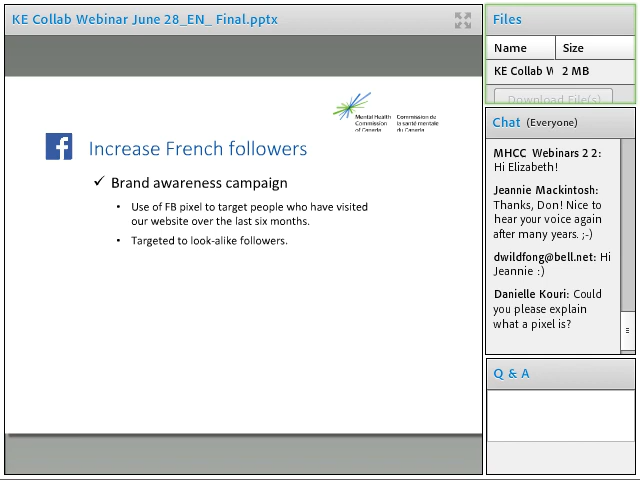 KE Collab Webinar June 28_EN_ Final.pptx
Mental Health Commission de
Commission la santé mentale
of Canada du Canada
Increase French followers
✓ Brand awareness campaign
• Use of FB pixel to target people who have visited
our website over the last six months.
• Targeted to look-alike followers.
Files
Name Size
KE Collab W 2 MB
Download File(s)
Chat (Everyone)
MHCC Webinars 2 2:
Hi Elizabeth!
Jeannie Mackintosh:
Thanks, Don! Nice to
hear your voice again
after many years. ;-)
dwildfong@bell.net: Hi
Jeannie :)
Danielle Kouri: Could
you please explain
what a pixel is?
Q & A